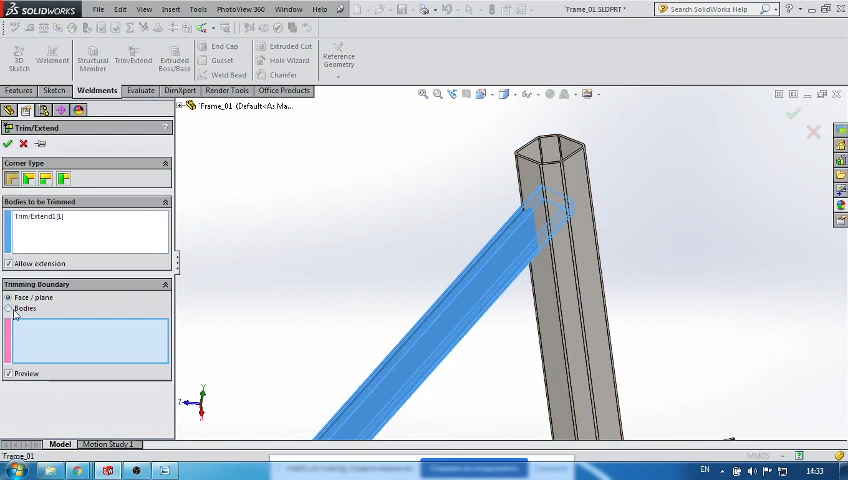 SOLIDWORKS File Edit View Insert Tools PhotoView 360 Window Help Frame_01.SLDPRT * Search SolidWorks Help
3D Sketch Weldment Structural Member Trim/Extend Extruded Boss/Base End Cap Gusset Weld Bead Extruded Cut Hole Wizard Chamfer Reference Geometry
Features Sketch Weldments Evaluate DimXpert Render Tools Office Products
Frame_01 (Default<As Ma...
Trim/Extend ?
Corner Type
Bodies to be Trimmed
Trim/Extend1[1]
Allow extension
Trimming Boundary
Face / plane
Bodies
Preview
Y
Z
X
Model Motion Study 1
Frame_01 MMGS
EN 14:33